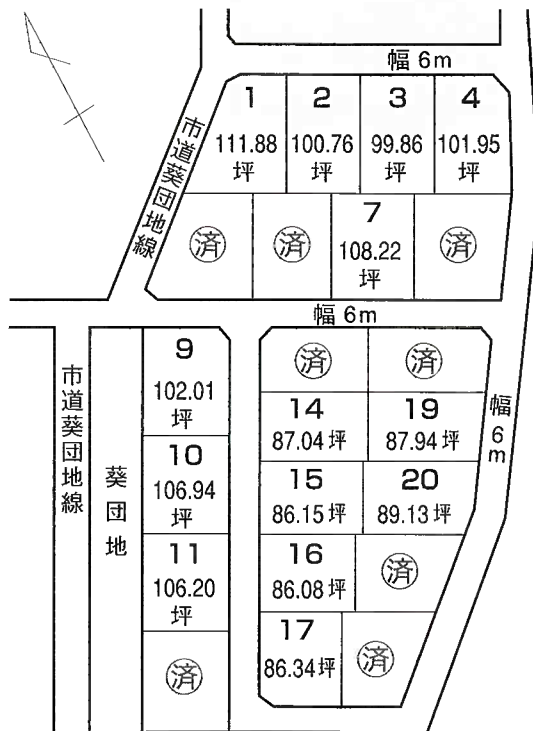 幅 6m
1
2
3
4
111.88
坪
100.76
坪
99.86
坪
101.95
坪
市道葵団地線
済
済
7
108.22
坪
済
幅 6m
9
102.01
坪
済
済
幅 6m
市道葵団地線
葵団地
14
87.04坪
19
87.94坪
10
106.94
坪
15
86.15坪
20
89.13坪
11
106.20
坪
16
86.08坪
済
17
86.34坪
済
済